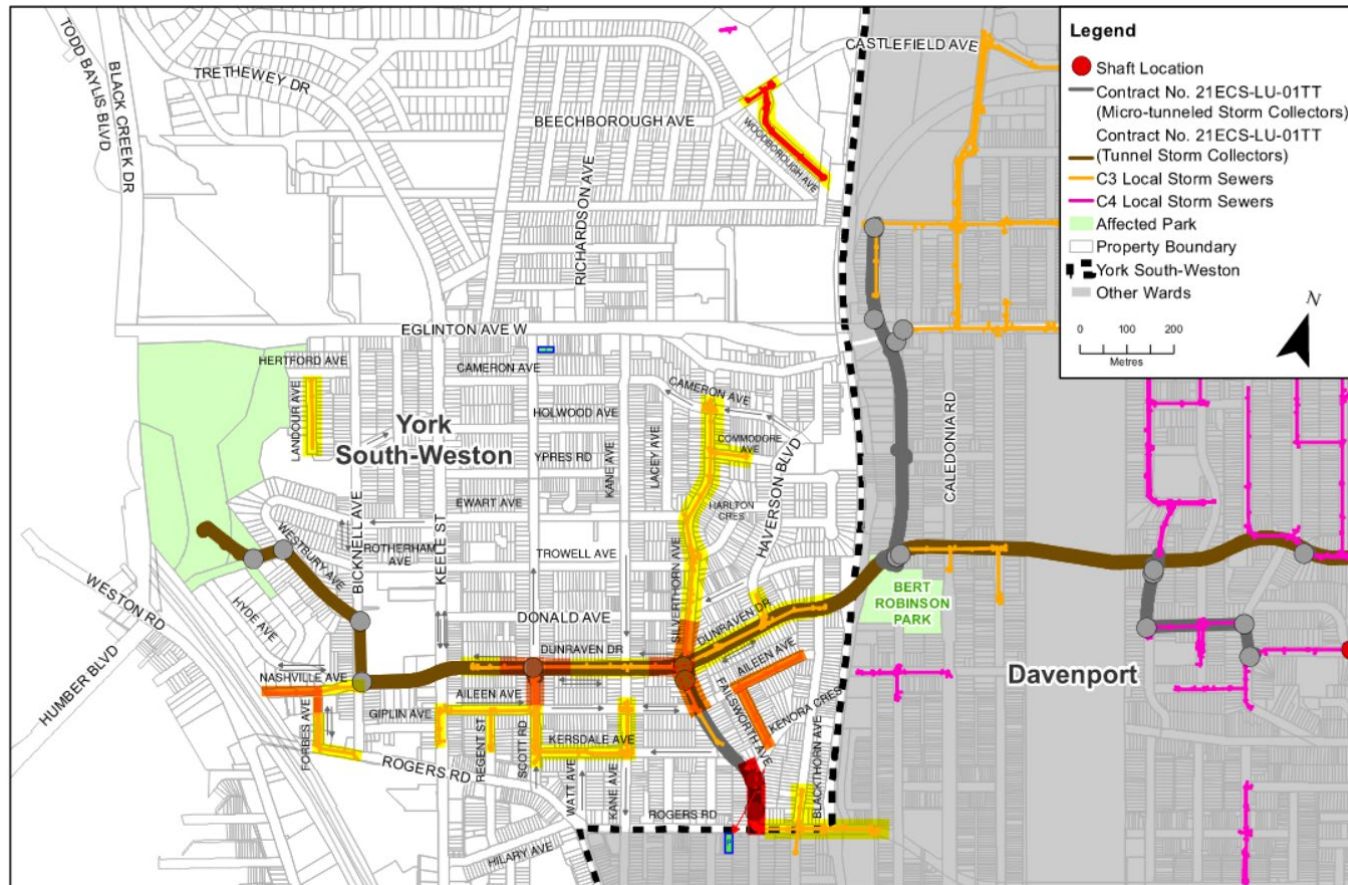 TODD BAYLIS BLVD
BLACK CREEK DR
TRETHEWEY DR
BEECHBOROUGH AVE
RICHARDSON AVE
WOODBOROUGH AVE
CASTLEFIELD AVE
Legend
Shaft Location
Contract No. 21ECS-LU-01TT
(Micro-tunneled Storm Collectors)
Contract No. 21ECS-LU-01TT
(Tunnel Storm Collectors)
C3 Local Storm Sewers
C4 Local Storm Sewers
Affected Park
Property Boundary
York South-Weston
Other Wards
N
0 100 200
Metres
EGLINTON AVE W
HERTFORD AVE
CAMERON AVE
CAMERON AVE
LANDOUR AVE
HOLWOOD AVE
York
South-Weston
COMMODORE
AVE
YPRES RD
KANE AVE
LACEY AVE
HAVERSON BLVD
CALEDONIA RD
EWART AVE
HARLTON
CRES
BICKNELL AVE
KEELE ST
WESTBURY AVE
ROTHERHAM
AVE
TROWELL AVE
SILVERTHORN AVE
WESTON RD
HYDE AVE
DONALD AVE
DUNRAVEN DR
DUNRAVEN DR
BERT
ROBINSON
PARK
Davenport
HUMBER BLVD
NASHVILLE AVE
AILEEN AVE
AILEEN AVE
GIPLIN AVE
FORBES AVE
REGENT ST
SCOTT RD
KERSDALE AVE
FAILSWORTH AVE
KENORA CRES
ROGERS RD
WATT AVE
KANE AVE
ROGERS RD
BLACKTHORN AVE
HILARY AVE